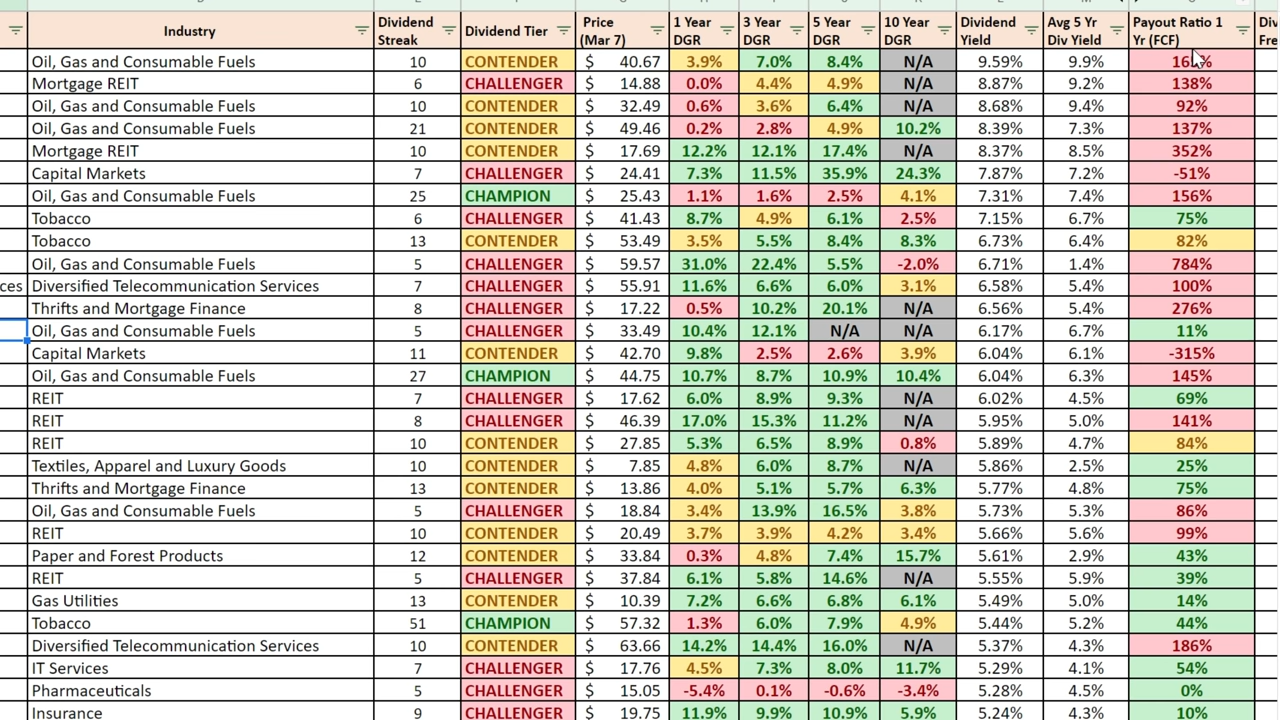 Industry Dividend Streak Dividend Tier Price (Mar 7) 1 Year DGR 3 Year DGR 5 Year DGR 10 Year DGR Dividend Yield Avg 5 Yr Div Yield Payout Ratio 1 Yr (FCF)
Oil, Gas and Consumable Fuels 10 CONTENDER $ 40.67 3.9% 7.0% 8.4% N/A 9.59% 9.9%
Mortgage REIT 6 CHALLENGER $ 14.88 0.0% 4.4% 4.9% N/A 8.87% 9.2% 138%
Oil, Gas and Consumable Fuels 10 CONTENDER $ 32.49 0.6% 3.6% 6.4% N/A 8.68% 9.4% 92%
Oil, Gas and Consumable Fuels 21 CONTENDER $ 49.46 0.2% 2.8% 4.9% 10.2% 8.39% 7.3% 137%
Mortgage REIT 10 CONTENDER $ 17.69 12.2% 12.1% 17.4% N/A 8.37% 8.5% 352%
Capital Markets 7 CHALLENGER $ 24.41 7.3% 11.5% 35.9% 24.3% 7.87% 7.2% -51%
Oil, Gas and Consumable Fuels 25 CHAMPION $ 25.43 1.1% 1.6% 2.5% 4.1% 7.31% 7.4% 156%
Tobacco 6 CHALLENGER $ 41.43 8.7% 4.9% 6.1% 2.5% 7.15% 6.7% 75%
Tobacco 13 CONTENDER $ 53.49 3.5% 5.5% 8.4% 8.3% 6.73% 6.4% 82%
Oil, Gas and Consumable Fuels 5 CHALLENGER $ 59.57 31.0% 22.4% 5.5% -2.0% 6.71% 1.4% 784%
ces Diversified Telecommunication Services 7 CHALLENGER $ 55.91 11.6% 6.6% 6.0% 3.1% 6.58% 5.4% 100%
Thrifts and Mortgage Finance 8 CHALLENGER $ 17.22 0.5% 10.2% 20.1% N/A 6.56% 5.4% 276%
Oil, Gas and Consumable Fuels 5 CHALLENGER $ 33.49 10.4% 12.1% N/A N/A 6.17% 6.7% 11%
Capital Markets 11 CONTENDER $ 42.70 9.8% 2.5% 2.6% 3.9% 6.04% 6.1% -315%
Oil, Gas and Consumable Fuels 27 CHAMPION $ 44.75 10.7% 8.7% 10.9% 10.4% 6.04% 6.3% 145%
REIT 7 CHALLENGER $ 17.62 6.0% 8.9% 9.3% N/A 6.02% 4.5% 69%
REIT 8 CHALLENGER $ 46.39 17.0% 15.3% 11.2% N/A 5.95% 5.0% 141%
REIT 10 CONTENDER $ 27.85 5.3% 6.5% 8.9% 0.8% 5.89% 4.7% 84%
Textiles, Apparel and Luxury Goods 10 CONTENDER $ 7.85 4.8% 6.0% 8.7% N/A 5.86% 2.5% 25%
Thrifts and Mortgage Finance 13 CONTENDER $ 13.86 4.0% 5.1% 5.7% 6.3% 5.77% 4.8% 75%
Oil, Gas and Consumable Fuels 5 CHALLENGER $ 18.84 3.4% 13.9% 16.5% 3.8% 5.73% 5.3% 86%
REIT 10 CONTENDER $ 20.49 3.7% 3.9% 4.2% 3.4% 5.66% 5.6% 99%
Paper and Forest Products 12 CONTENDER $ 33.84 0.3% 4.8% 7.4% 15.7% 5.61% 2.9% 43%
REIT 5 CHALLENGER $ 37.84 6.1% 5.8% 14.6% N/A 5.55% 5.9% 39%
Gas Utilities 13 CONTENDER $ 10.39 7.2% 6.6% 6.8% 6.1% 5.49% 5.0% 14%
Tobacco 51 CHAMPION $ 57.32 1.3% 6.0% 7.9% 4.9% 5.44% 5.2% 44%
Diversified Telecommunication Services 10 CONTENDER $ 63.66 14.2% 14.4% 16.0% N/A 5.37% 4.3% 186%
IT Services 7 CHALLENGER $ 17.76 4.5% 7.3% 8.0% 11.7% 5.29% 4.1% 54%
Pharmaceuticals 5 CHALLENGER $ 15.05 -5.4% 0.1% -0.6% -3.4% 5.28% 4.5% 0%
Insurance 9 CHALLENGER $ 19.75 11.9% 9.9% 10.9% 5.9% 5.24% 4.3% 10%